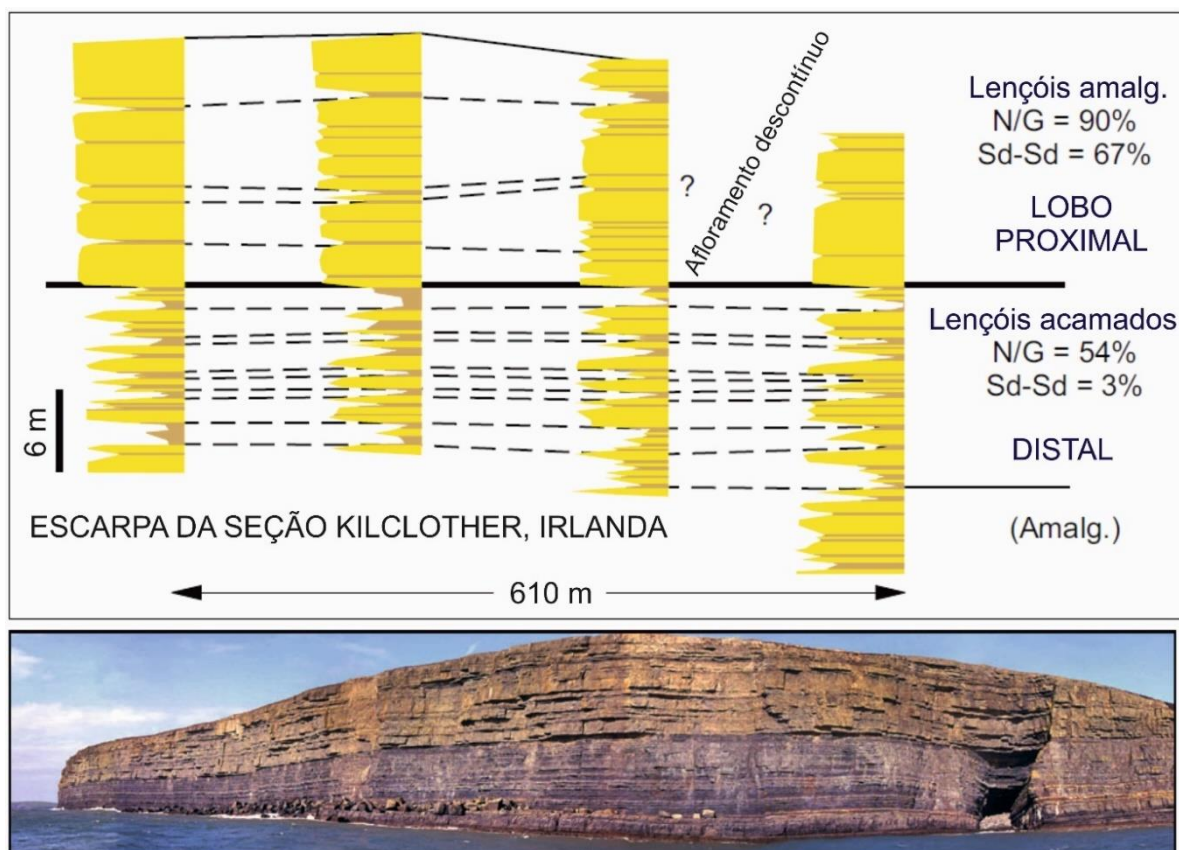 Lençóis amalg.
N/G = 90%
Sd-Sd = 67%
LOBO
PROXIMAL
?
Afloramento descontínuo
?
Lençóis acamados
N/G = 54%
Sd-Sd = 3%
DISTAL
(Amalg.)
6 m
ESCARPA DA SEÇÃO KILCLOTHER, IRLANDA
610 m